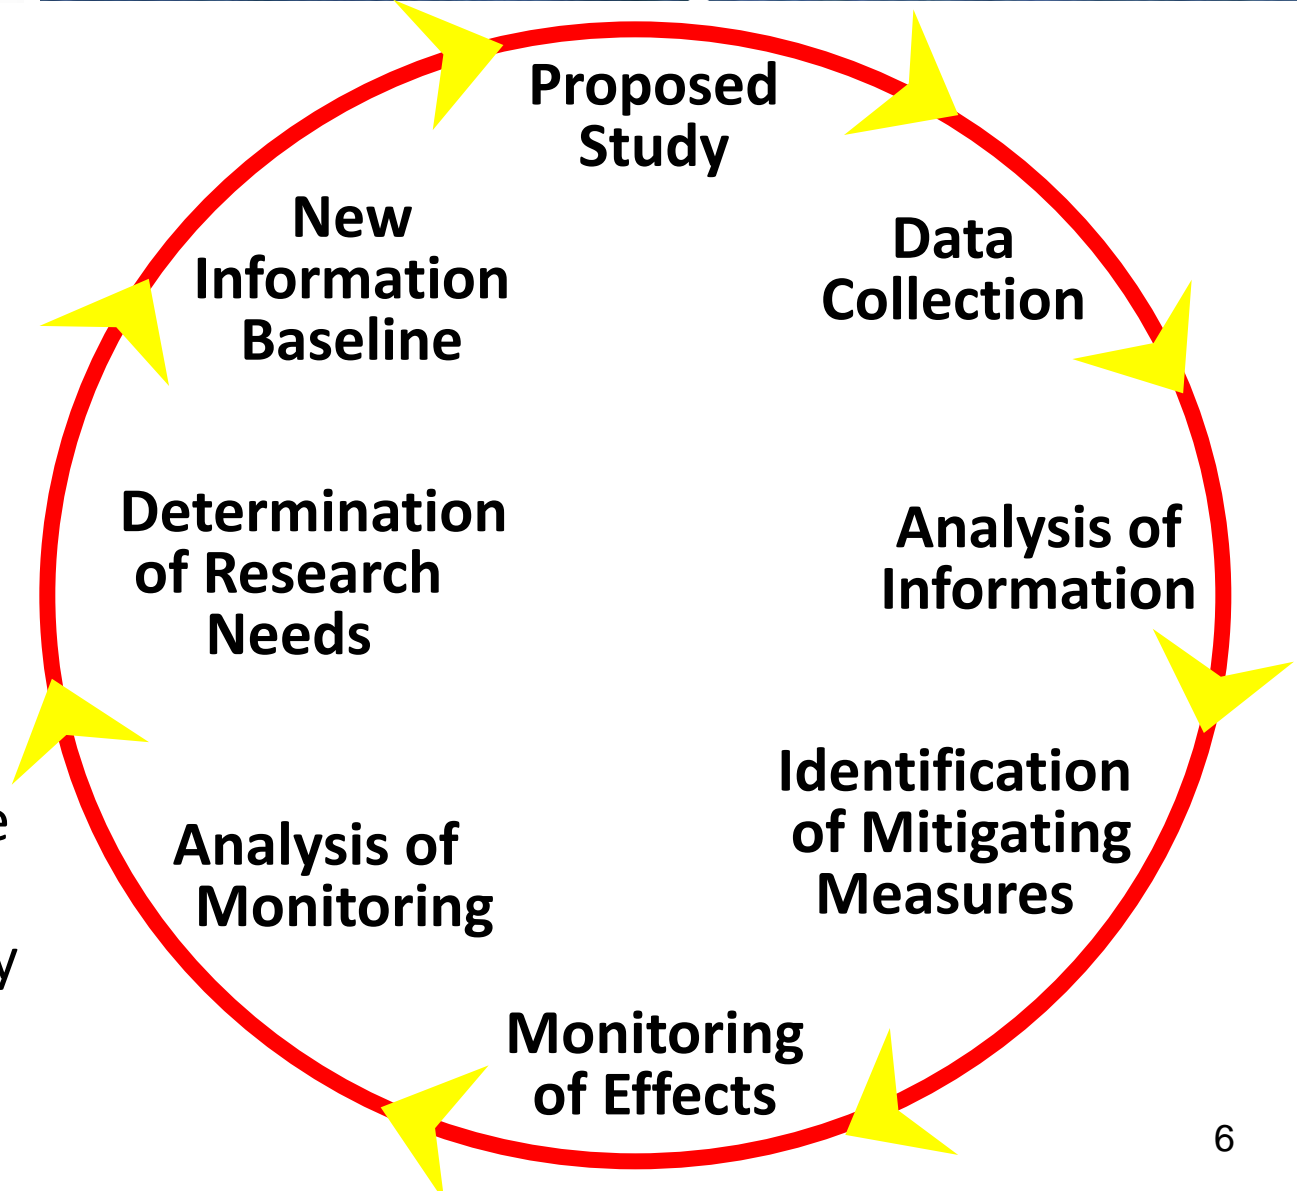 Proposed
Study
Data
Collection
Analysis of
Information
Identification
of Mitigating
Measures
Monitoring
of Effects
Analysis of
Monitoring
Determination
of Research
Needs
New
Information
Baseline
6